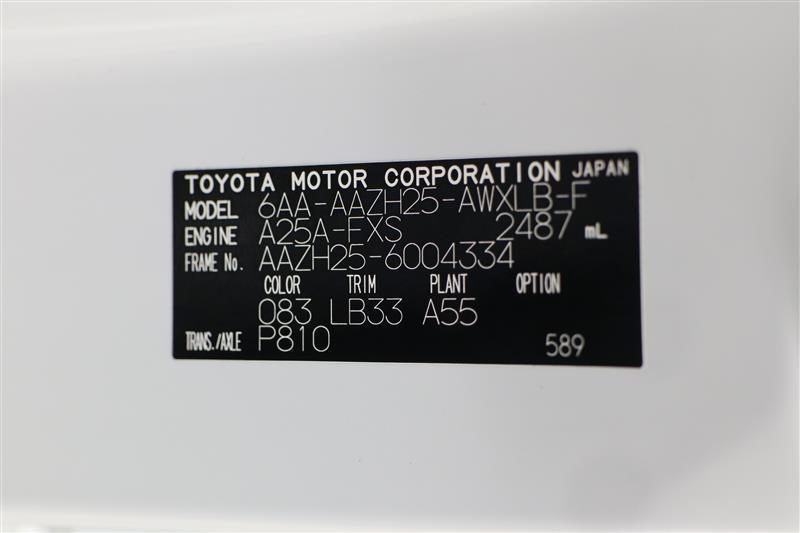 TOYOTA MOTOR CORPORATION JAPAN
MODEL 6AA-AAZH25-AWXLB-F
ENGINE A25A-FXS 2487 mL
FRAME No. AAZH25-6004334
COLOR TRIM PLANT OPTION
083 LB33 A55
TRANS./AXLE P810 589